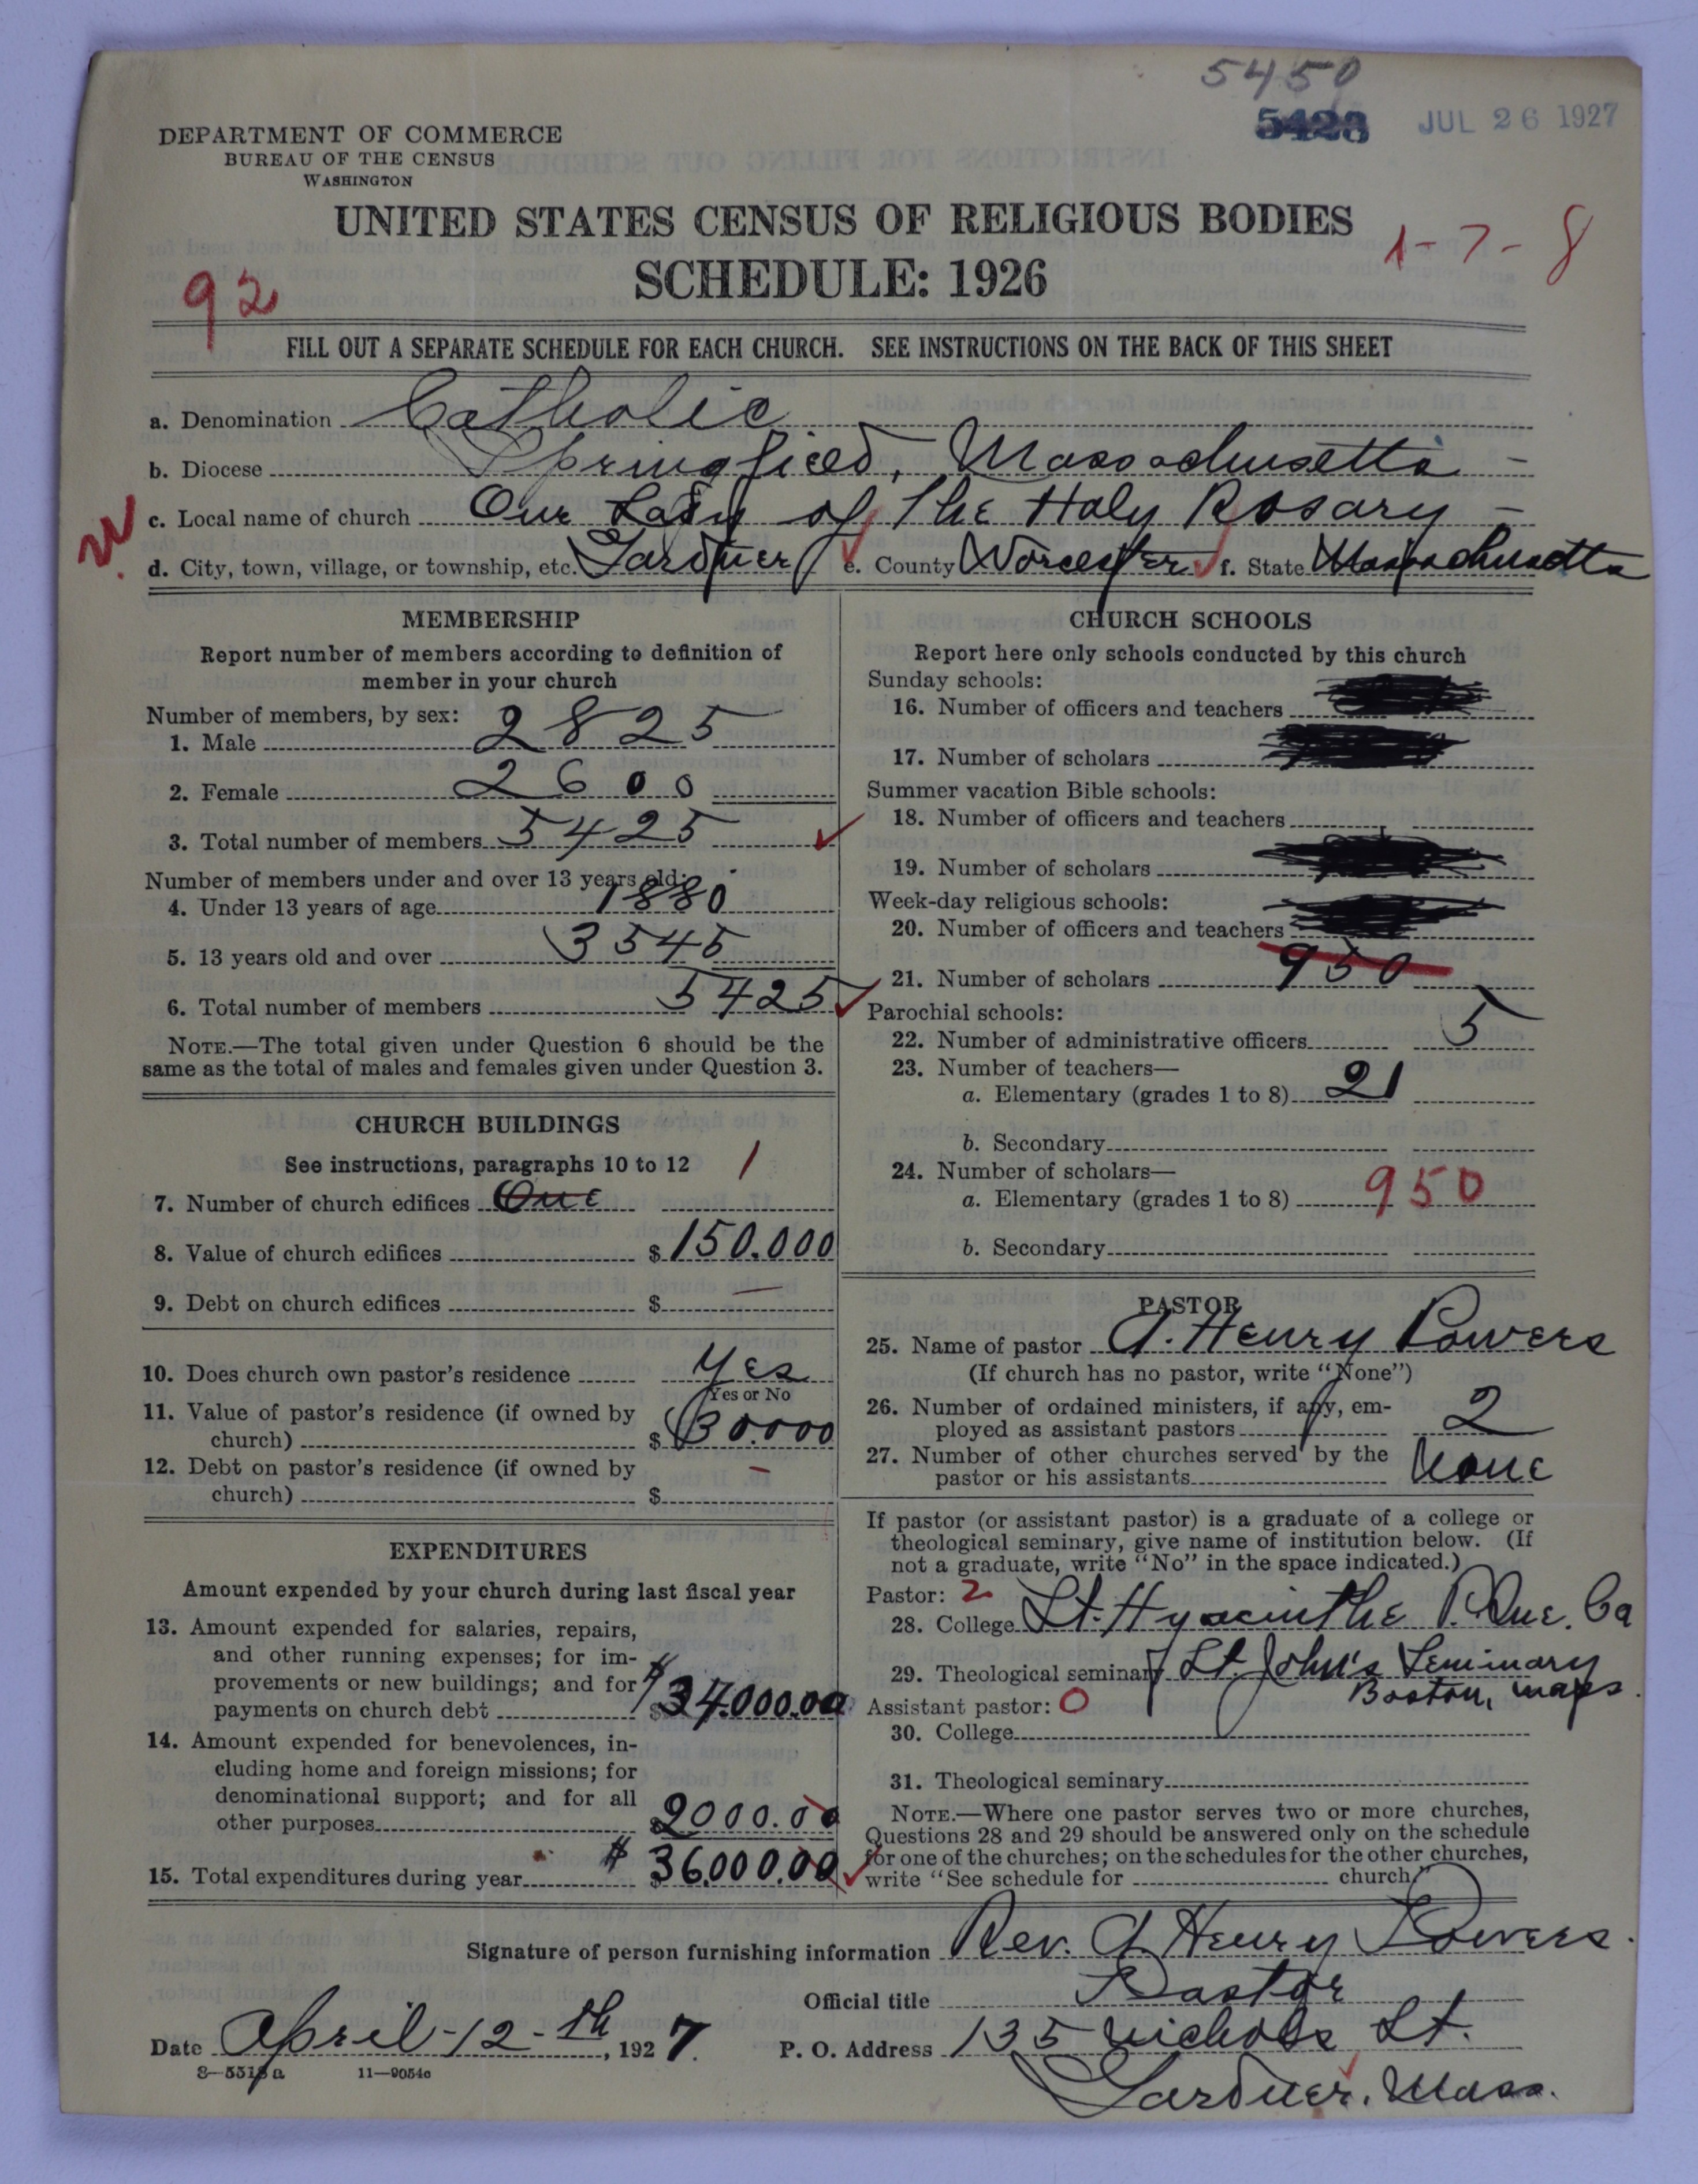 5450
5428 JUL 26 1927
DEPARTMENT OF COMMERCE
BUREAU OF THE CENSUS
WASHINGTON
UNITED STATES CENSUS OF RELIGIOUS BODIES
1-7-8
SCHEDULE: 1926
92
FILL OUT A SEPARATE SCHEDULE FOR EACH CHURCH. SEE INSTRUCTIONS ON THE BACK OF THIS SHEET
a. Denomination Catholic
b. Diocese Springfield, Massachusetts -
c. Local name of church Our Lady of The Holy Rosary -
d. City, town, village, or township, etc. Gardner e. County Worcester f. State Massachusetts
MEMBERSHIP
Report number of members according to definition of
member in your church
Number of members, by sex:
1. Male 2825
2. Female 2600
3. Total number of members 5425
Number of members under and over 13 years old:
4. Under 13 years of age 1880
5. 13 years old and over 3545
6. Total number of members 5425
NOTE.—The total given under Question 6 should be the
same as the total of males and females given under Question 3.
CHURCH BUILDINGS
See instructions, paragraphs 10 to 12 1
7. Number of church edifices One
8. Value of church edifices $150.000
9. Debt on church edifices $ —
10. Does church own pastor's residence Yes
Yes or No
11. Value of pastor's residence (if owned by
church) $30.000
12. Debt on pastor's residence (if owned by
church) $ —
EXPENDITURES
Amount expended by your church during last fiscal year
13. Amount expended for salaries, repairs,
and other running expenses; for im-
provements or new buildings; and for
payments on church debt $34.000.00
14. Amount expended for benevolences, in-
cluding home and foreign missions; for
denominational support; and for all
other purposes $2000.00
15. Total expenditures during year $36.000.00
CHURCH SCHOOLS
Report here only schools conducted by this church
Sunday schools:
16. Number of officers and teachers
17. Number of scholars
Summer vacation Bible schools:
18. Number of officers and teachers
19. Number of scholars
Week-day religious schools:
20. Number of officers and teachers
21. Number of scholars 950
Parochial schools:
22. Number of administrative officers 5
23. Number of teachers—
a. Elementary (grades 1 to 8) 21
b. Secondary
24. Number of scholars—
a. Elementary (grades 1 to 8) 950
b. Secondary
PASTOR
25. Name of pastor A. Henry Powers
(If church has no pastor, write "None")
26. Number of ordained ministers, if any, em-
ployed as assistant pastors 2
27. Number of other churches served by the
pastor or his assistants None
If pastor (or assistant pastor) is a graduate of a college or
theological seminary, give name of institution below. (If
not a graduate, write "No" in the space indicated.)
Pastor: 2
28. College St. Hyacinthe P. Que. Ca
29. Theological seminary St. John's Seminary
Boston, Mass.
Assistant pastor: 0
30. College
31. Theological seminary
NOTE.—Where one pastor serves two or more churches,
Questions 28 and 29 should be answered only on the schedule
for one of the churches; on the schedules for the other churches,
write "See schedule for church."
Signature of person furnishing information Rev. A Henry Powers.
Official title Pastor
Date April-12-th, 1927. P. O. Address 135 Nichols St.
8—5518a 11—9054c
Gardner, Mass.